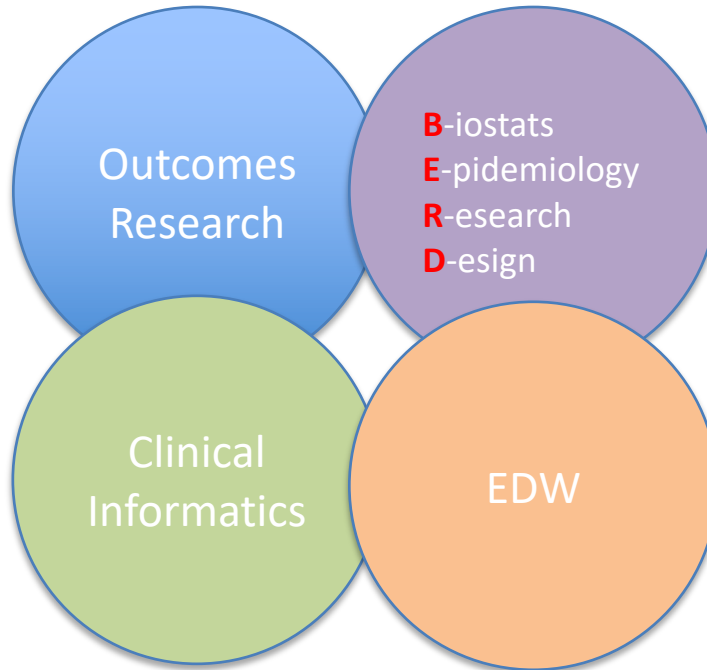 Outcomes
Research
B-iostats
E-pidemiology
R-esearch
D-esign
Clinical
Informatics
EDW